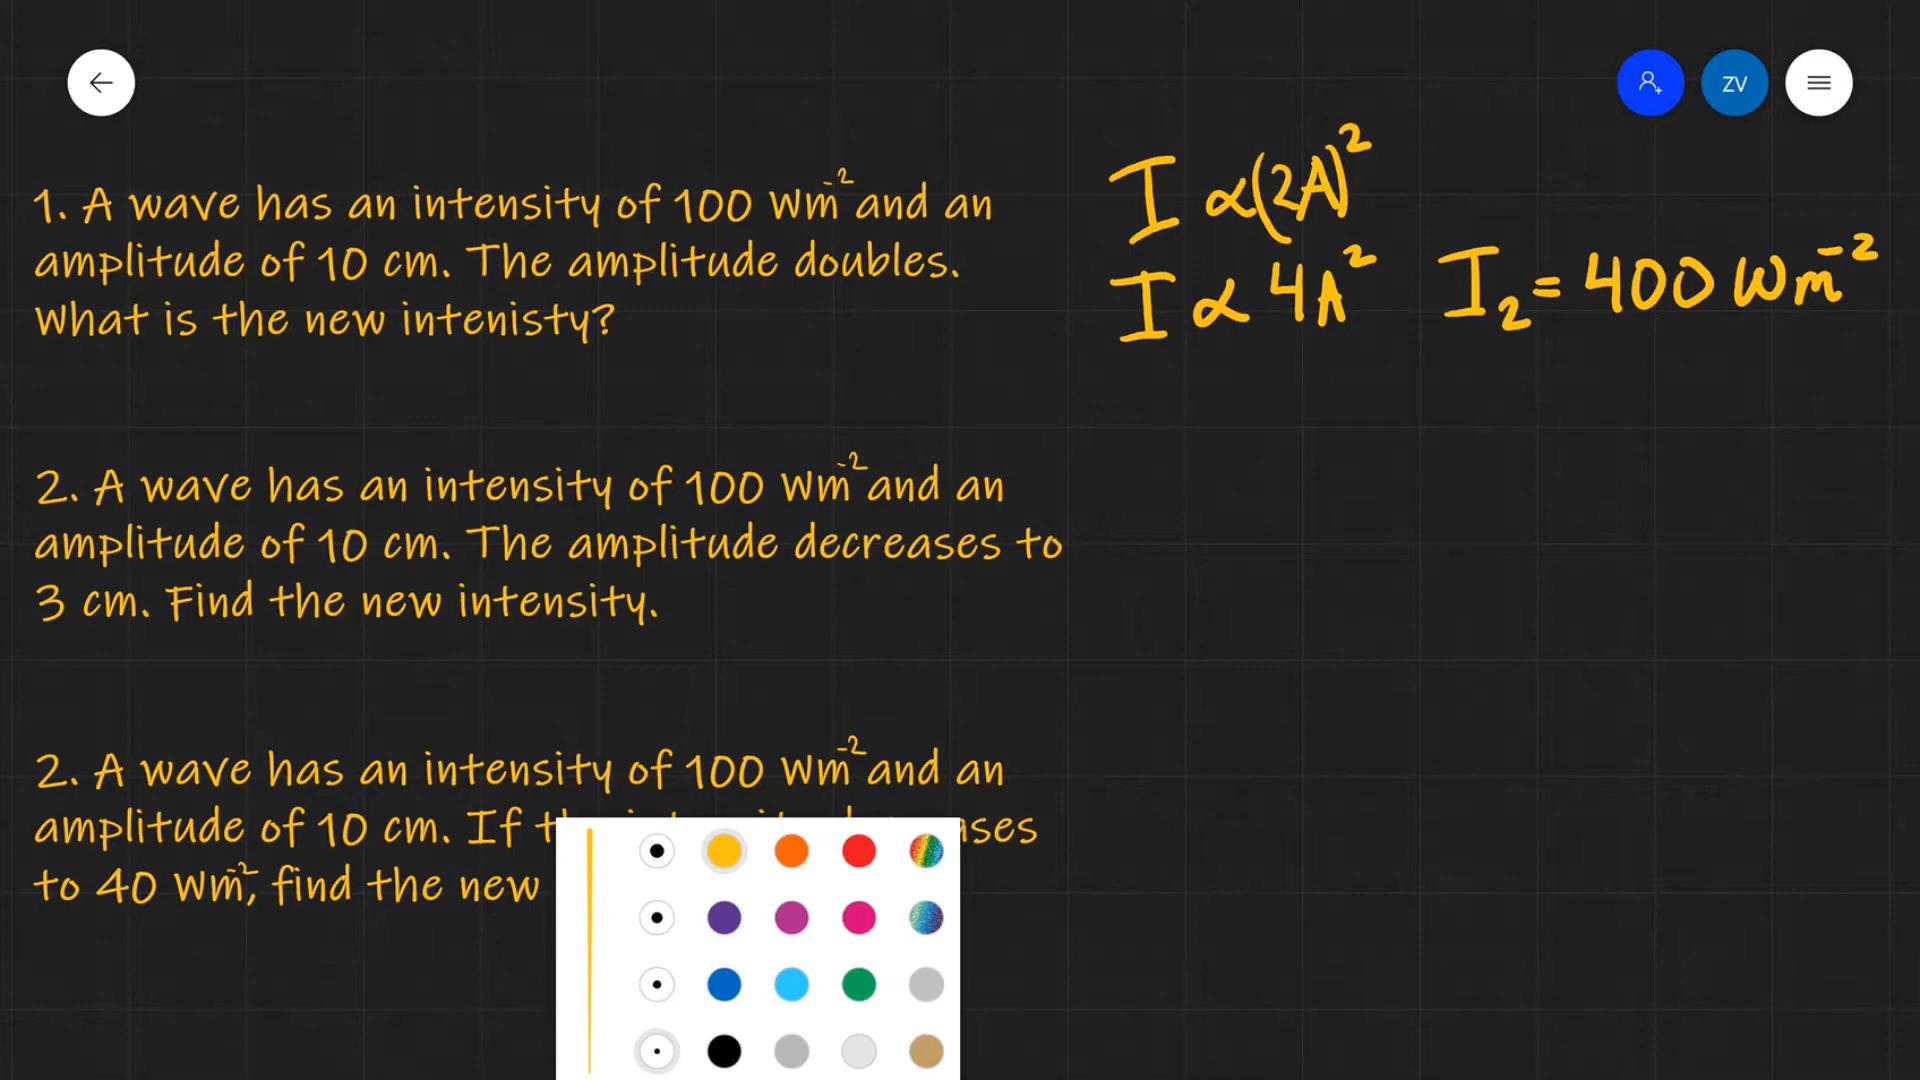 ZV
1. A wave has an intensity of 100 Wm⁻² and an
amplitude of 10 cm. The amplitude doubles.
What is the new intenisty?
I ∝ (2A)²
I ∝ 4A² I₂ = 400 Wm⁻²
2. A wave has an intensity of 100 Wm⁻² and an
amplitude of 10 cm. The amplitude decreases to
3 cm. Find the new intensity.
2. A wave has an intensity of 100 Wm⁻² and an
amplitude of 10 cm. If
to 40 Wm⁻², find the new